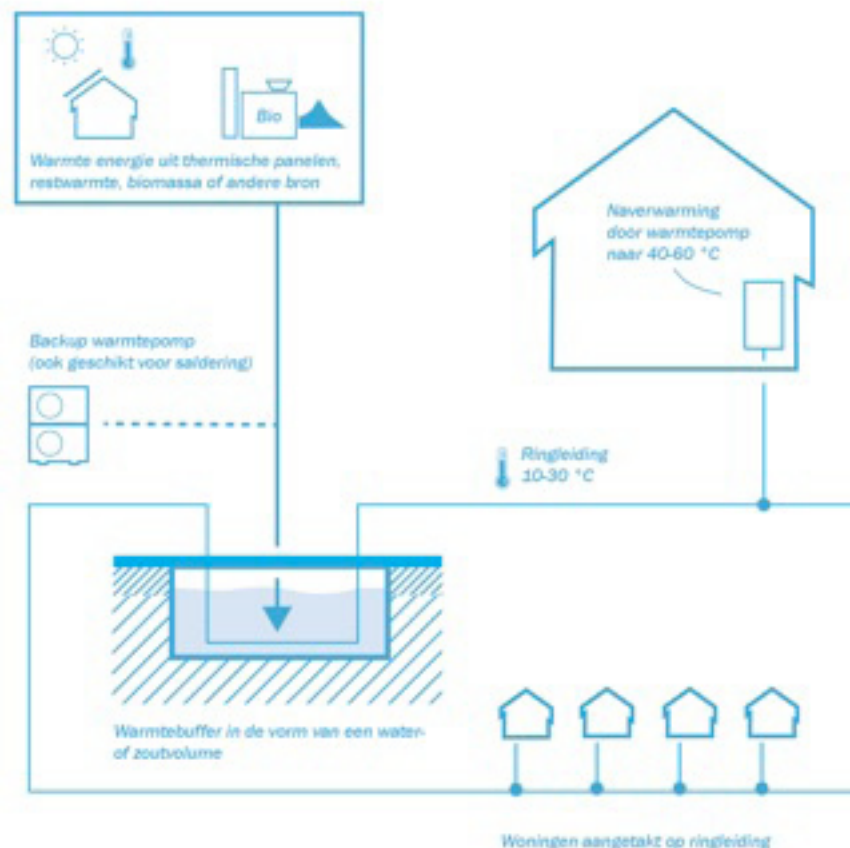 Bio
Warmte energie uit thermische panelen,
restwarmte, biomassa of andere bron
Naverwarming
door warmtepomp
naar 40-60 °C
Backup warmtepomp
(ook geschikt voor saldering)
Ringleiding
10-30 °C
Warmtebuffer in de vorm van een water-
of zoutvolume
Woningen aangetakt op ringleiding